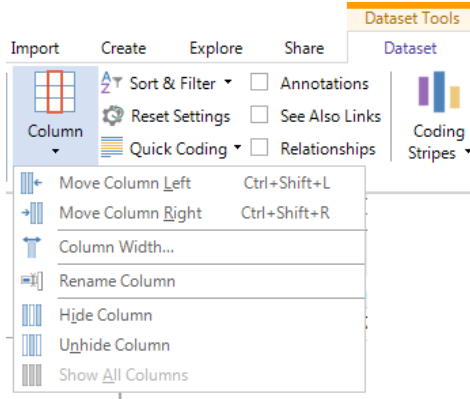 Dataset Tools
Import Create Explore Share Dataset
Column
Sort & Filter
Reset Settings
Quick Coding
Annotations
See Also Links
Relationships
Coding
Stripes
Move Column Left Ctrl+Shift+L
Move Column Right Ctrl+Shift+R
Column Width...
Rename Column
Hide Column
Unhide Column
Show All Columns